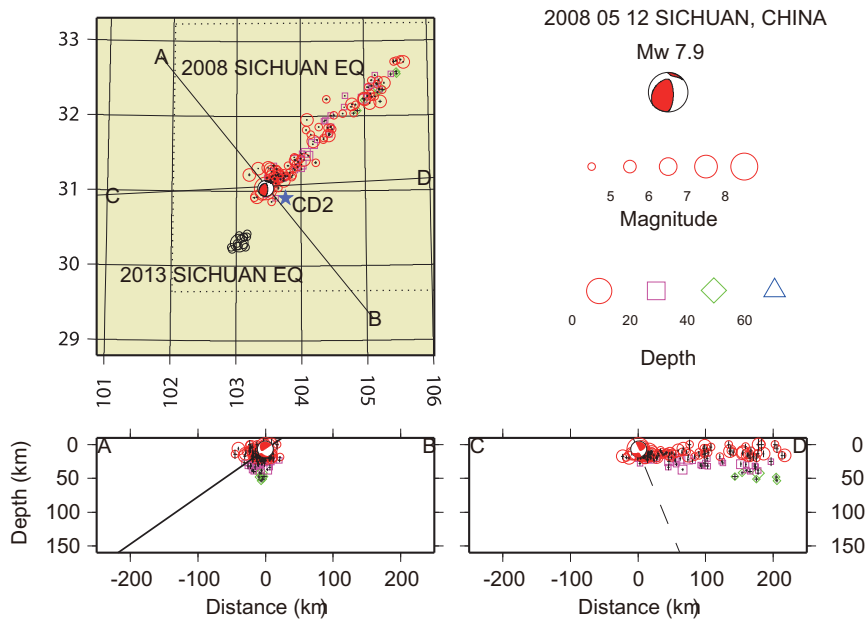 2008 05 12 SICHUAN, CHINA
Mw 7.9
33
32
31
30
29
A
2008 SICHUAN EQ
C
D
CD2
2013 SICHUAN EQ
B
101
102
103
104
105
106
5
6
7
8
Magnitude
0
20
40
60
Depth
A
B
Depth (km)
0
50
100
150
-200
-100
0
100
200
Distance (km)
C
D
0
50
100
150
-200
-100
0
100
200
Distance (km)